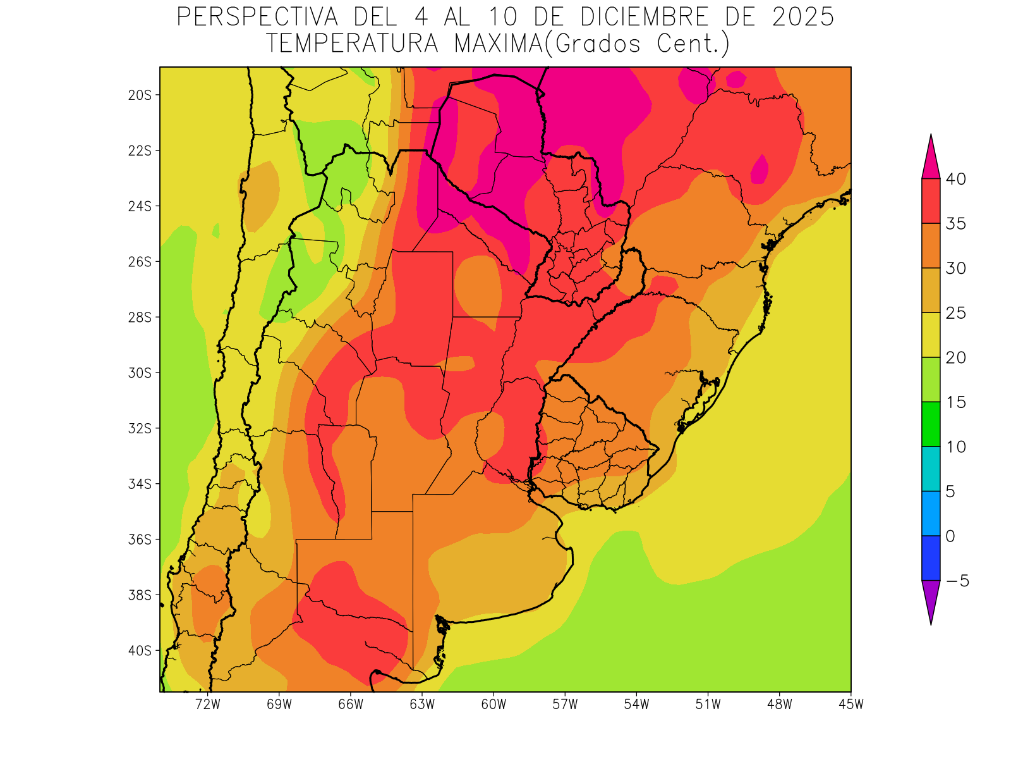 PERSPECTIVA DEL 4 AL 10 DE DICIEMBRE DE 2025
TEMPERATURA MAXIMA(Grados Cent.)
20S
22S
24S
26S
28S
30S
32S
34S
36S
38S
40S
72W 69W 66W 63W 60W 57W 54W 51W 48W 45W
40
35
30
25
20
15
10
5
0
−5